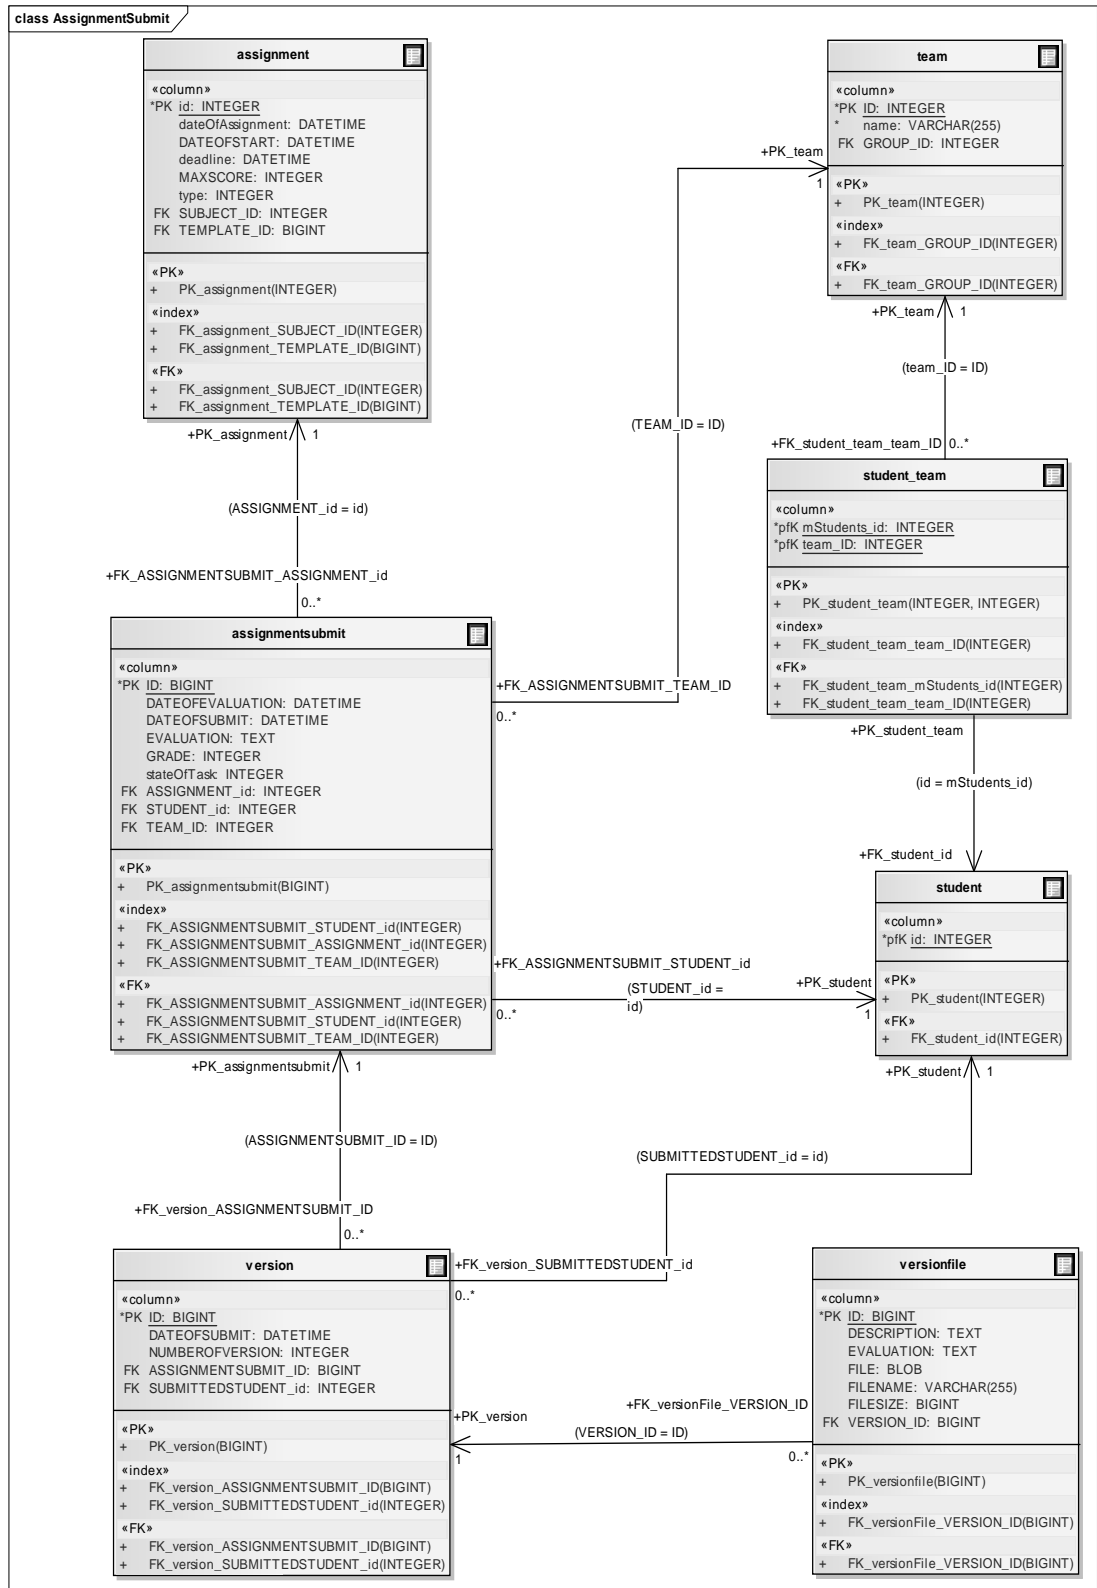 class AssignmentSubmit
assignment
«column»
*PK id: INTEGER
dateOfAssignment: DATETIME
DATEOFSTART: DATETIME
deadline: DATETIME
MAXSCORE: INTEGER
type: INTEGER
FK SUBJECT_ID: INTEGER
FK TEMPLATE_ID: BIGINT
«PK»
+ PK_assignment(INTEGER)
«index»
+ FK_assignment_SUBJECT_ID(INTEGER)
+ FK_assignment_TEMPLATE_ID(BIGINT)
«FK»
+ FK_assignment_SUBJECT_ID(INTEGER)
+ FK_assignment_TEMPLATE_ID(BIGINT)
+PK_assignment
1
(ASSIGNMENT_id = id)
+FK_ASSIGNMENTSUBMIT_ASSIGNMENT_id
0..*
team
«column»
*PK ID: INTEGER
* name: VARCHAR(255)
FK GROUP_ID: INTEGER
«PK»
+ PK_team(INTEGER)
«index»
+ FK_team_GROUP_ID(INTEGER)
«FK»
+ FK_team_GROUP_ID(INTEGER)
+PK_team
1
+PK_team
1
(team_ID = ID)
(TEAM_ID = ID)
+FK_student_team_team_ID
0..*
student_team
«column»
*pfK mStudents_id: INTEGER
*pfK team_ID: INTEGER
«PK»
+ PK_student_team(INTEGER, INTEGER)
«index»
+ FK_student_team_team_ID(INTEGER)
«FK»
+ FK_student_team_mStudents_id(INTEGER)
+ FK_student_team_team_ID(INTEGER)
+PK_student_team
(id = mStudents_id)
+FK_student_id
assignmentsubmit
«column»
*PK ID: BIGINT
DATEOFEVALUATION: DATETIME
DATEOFSUBMIT: DATETIME
EVALUATION: TEXT
GRADE: INTEGER
stateOfTask: INTEGER
FK ASSIGNMENT_id: INTEGER
FK STUDENT_id: INTEGER
FK TEAM_ID: INTEGER
«PK»
+ PK_assignmentsubmit(BIGINT)
«index»
+ FK_ASSIGNMENTSUBMIT_STUDENT_id(INTEGER)
+ FK_ASSIGNMENTSUBMIT_ASSIGNMENT_id(INTEGER)
+ FK_ASSIGNMENTSUBMIT_TEAM_ID(INTEGER)
«FK»
+ FK_ASSIGNMENTSUBMIT_ASSIGNMENT_id(INTEGER)
+ FK_ASSIGNMENTSUBMIT_STUDENT_id(INTEGER)
+ FK_ASSIGNMENTSUBMIT_TEAM_ID(INTEGER)
+FK_ASSIGNMENTSUBMIT_TEAM_ID
0..*
+FK_ASSIGNMENTSUBMIT_STUDENT_id
0..*
(STUDENT_id =
id)
+PK_student
1
student
«column»
*pfK id: INTEGER
«PK»
+ PK_student(INTEGER)
«FK»
+ FK_student_id(INTEGER)
+PK_student
1
+PK_assignmentsubmit
1
(ASSIGNMENTSUBMIT_ID = ID)
(SUBMITTEDSTUDENT_id = id)
+FK_version_ASSIGNMENTSUBMIT_ID
0..*
version
«column»
*PK ID: BIGINT
DATEOFSUBMIT: DATETIME
NUMBEROFVERSION: INTEGER
FK ASSIGNMENTSUBMIT_ID: BIGINT
FK SUBMITTEDSTUDENT_id: INTEGER
«PK»
+ PK_version(BIGINT)
«index»
+ FK_version_ASSIGNMENTSUBMIT_ID(BIGINT)
+ FK_version_SUBMITTEDSTUDENT_id(INTEGER)
«FK»
+ FK_version_ASSIGNMENTSUBMIT_ID(BIGINT)
+ FK_version_SUBMITTEDSTUDENT_id(INTEGER)
+FK_version_SUBMITTEDSTUDENT_id
0..*
+PK_version
1
(VERSION_ID = ID)
+FK_versionFile_VERSION_ID
0..*
versionfile
«column»
*PK ID: BIGINT
DESCRIPTION: TEXT
EVALUATION: TEXT
FILE: BLOB
FILENAME: VARCHAR(255)
FILESIZE: BIGINT
FK VERSION_ID: BIGINT
«PK»
+ PK_versionfile(BIGINT)
«index»
+ FK_versionFile_VERSION_ID(BIGINT)
«FK»
+ FK_versionFile_VERSION_ID(BIGINT)